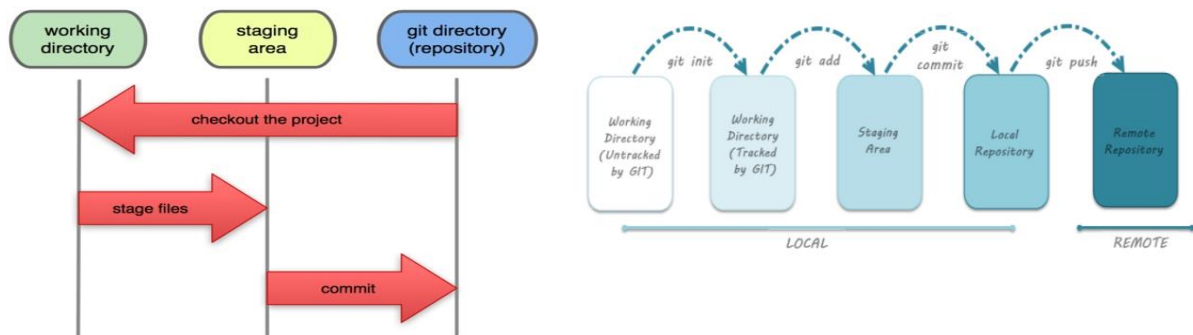 working
directory
staging
area
git directory
(repository)
checkout the project
stage files
commit
git init
git add
git
commit
git push
Working
Directory
(Untracked
by GIT)
Working
Directory
(Tracked
by GIT)
Staging
Area
Local
Repository
Remote
Repository
LOCAL
REMOTE